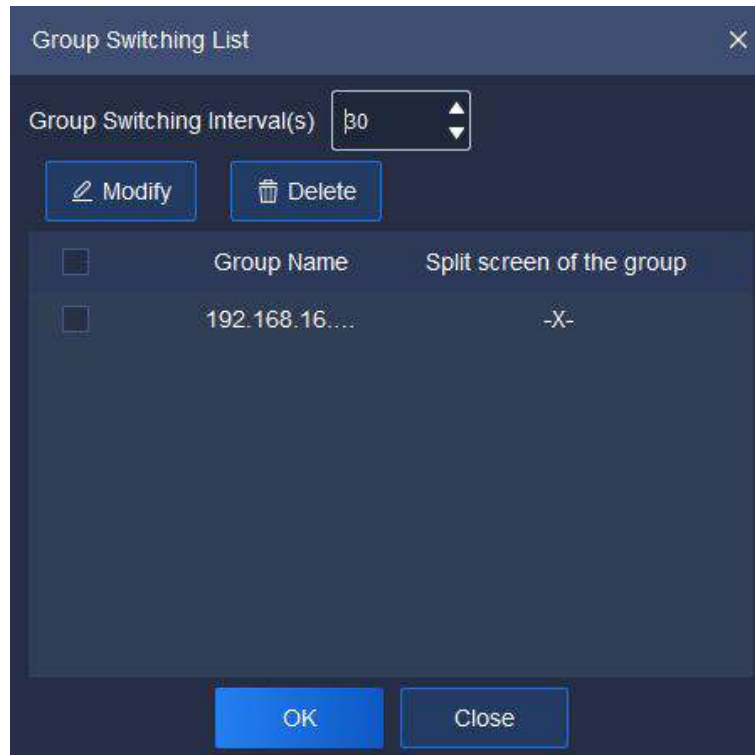 Group Switching List
Group Switching Interval(s) 30
Modify Delete
Group Name Split screen of the group
192.168.16.... -X-
OK Close